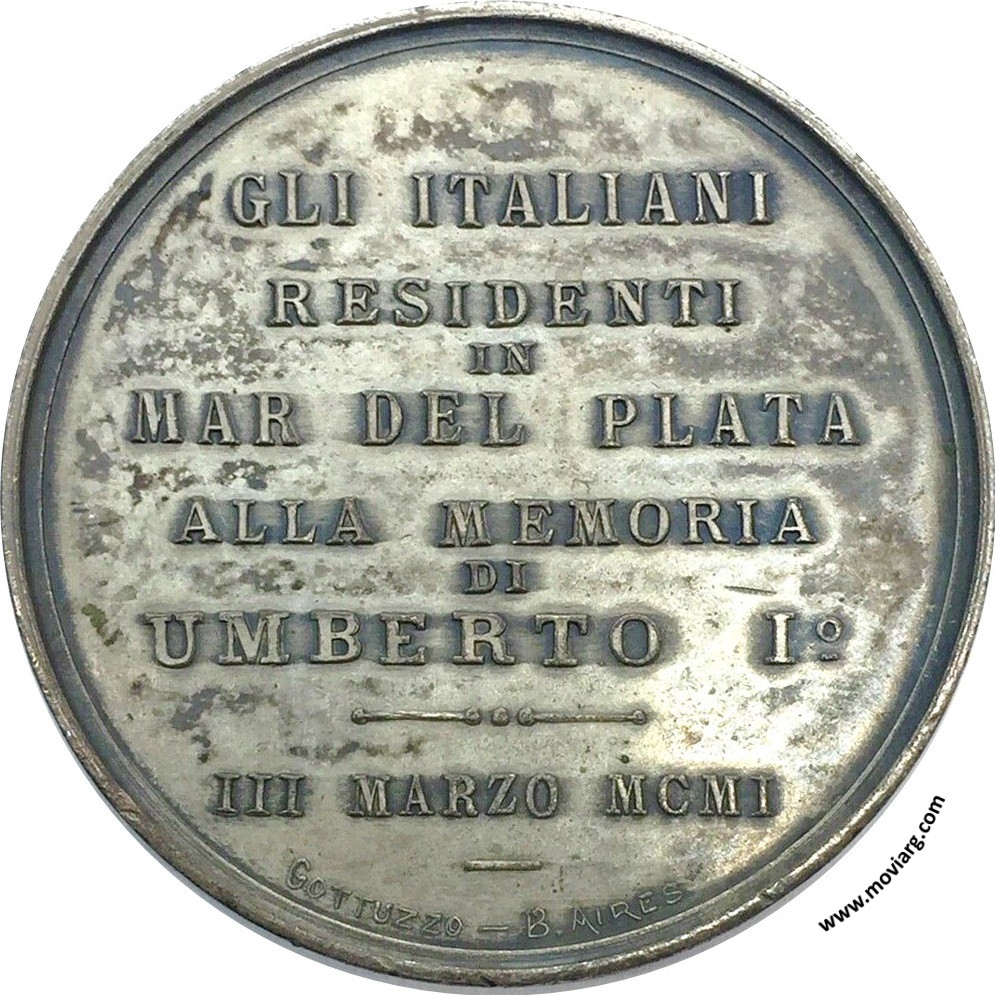 GLI ITALIANI
RESIDENTI
IN
MAR DEL PLATA
ALLA MEMORIA
DI
UMBERTO Iº
III MARZO MCMI
GOTTUZZO — B. AIRES
www.moviarg.com